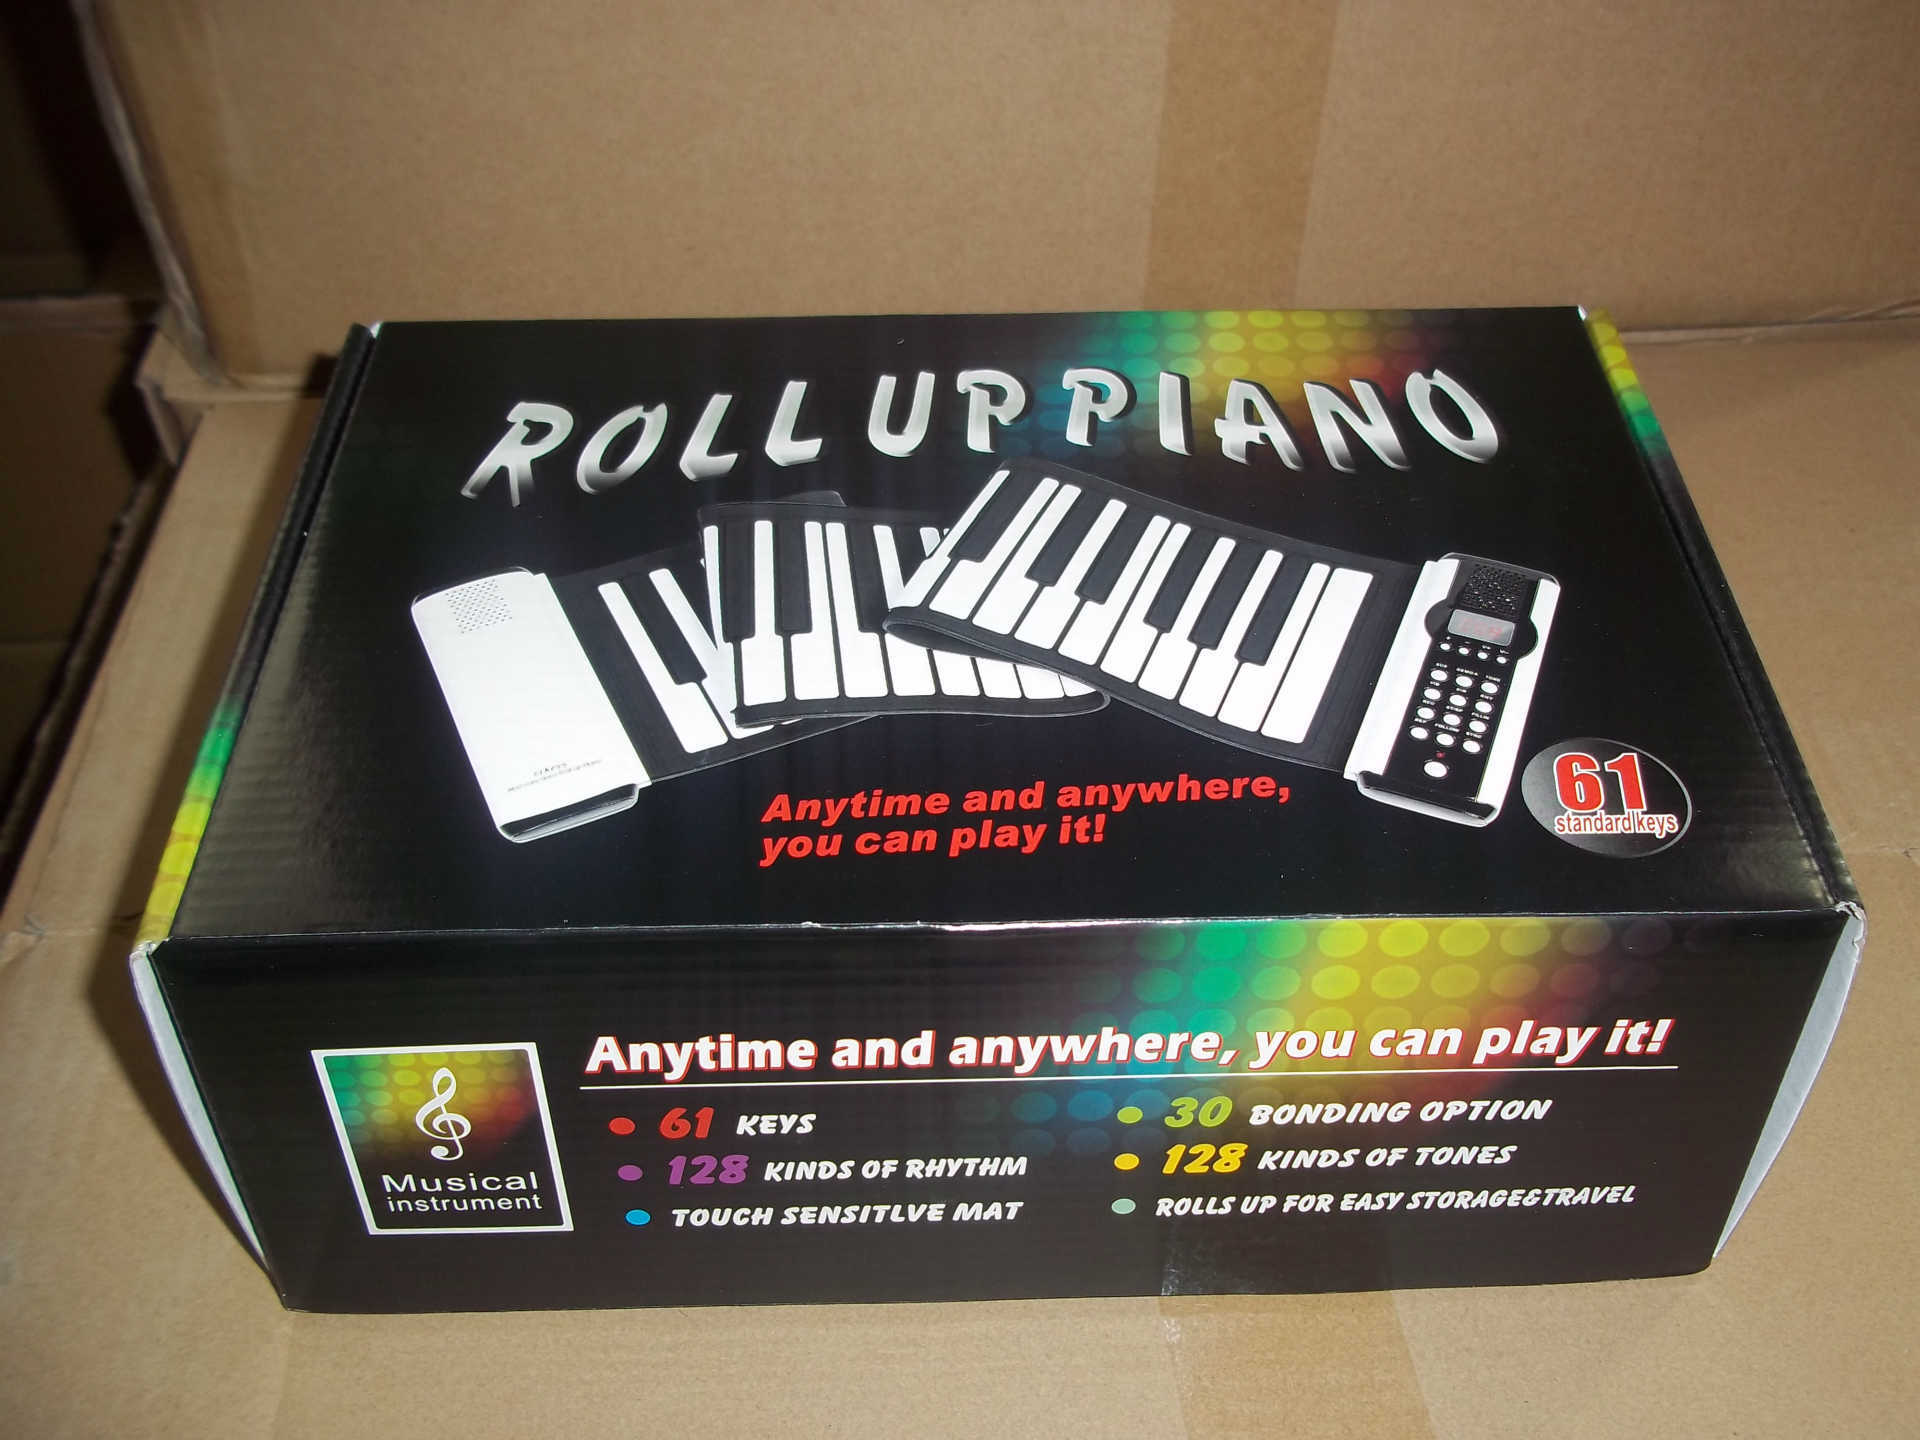 ROLL UP PIANO
Anytime and anywhere,
you can play it!
61
standard keys
Anytime and anywhere, you can play it!
61 KEYS
128 KINDS OF RHYTHM
TOUCH SENSITLVE MAT
30 BONDING OPTION
128 KINDS OF TONES
ROLLS UP FOR EASY STORAGE&TRAVEL
Musical
instrument